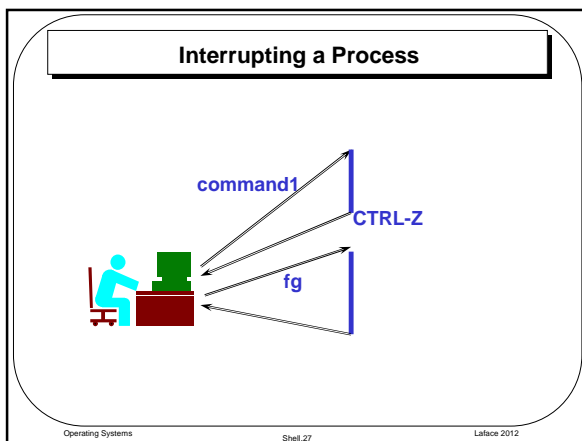 Interrupting a Process
command1
CTRL-Z
fg
Operating Systems
Shell.27
Laface 2012